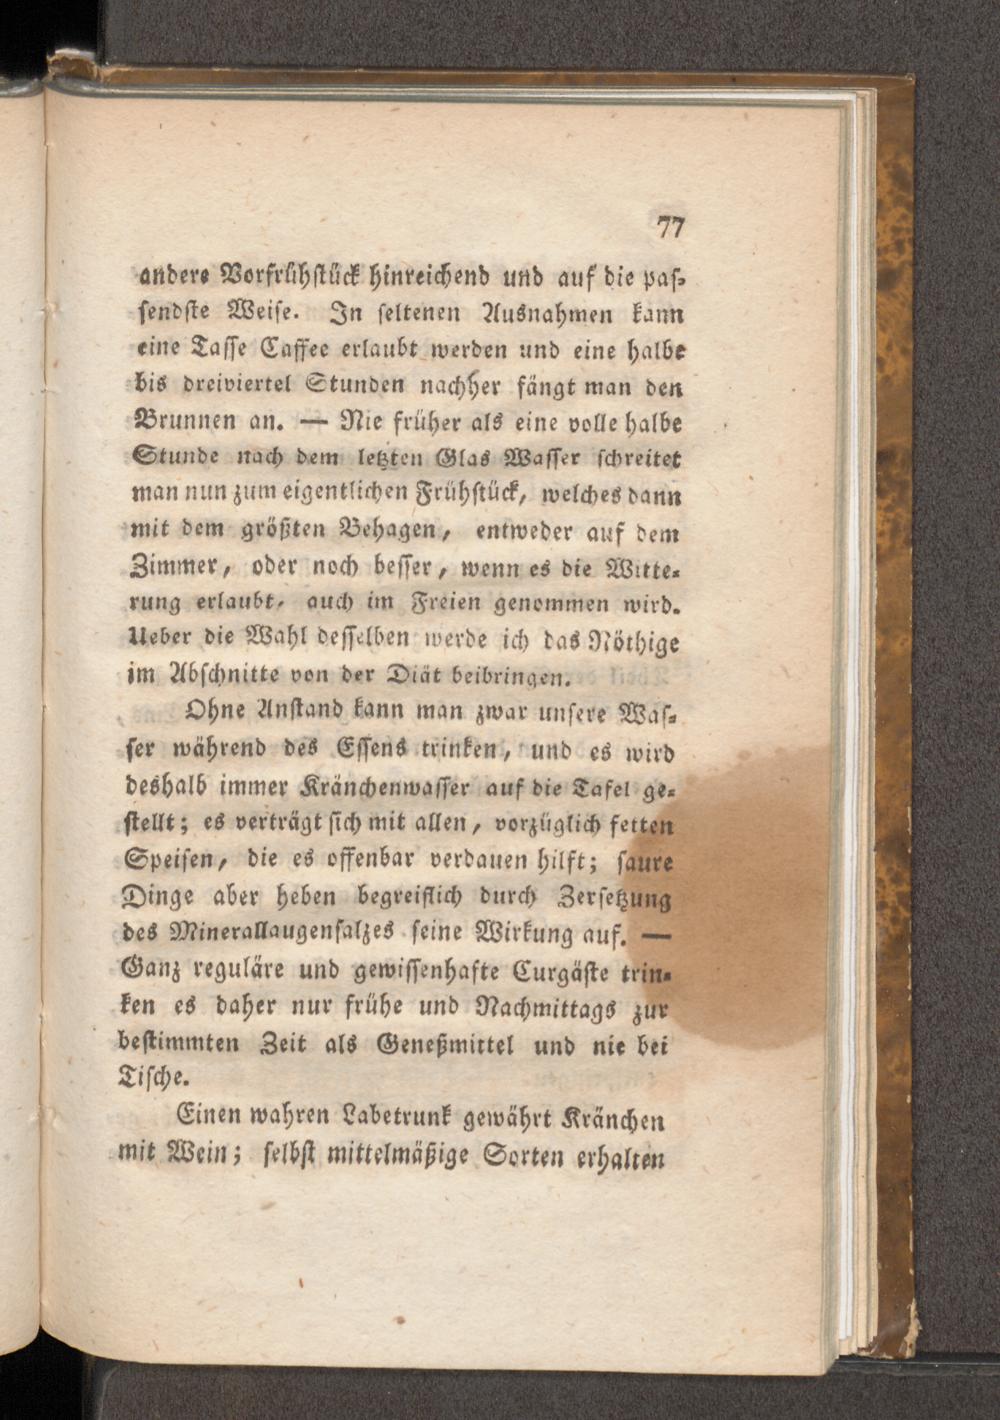 77
andere Vorfrühstück hinreichend und auf die pas-
sendste Weise. In seltenen Ausnahmen kann
eine Tasse Caffee erlaubt werden und eine halbe
bis dreiviertel Stunden nachher fängt man den
Brunnen an. — Nie früher als eine volle halbe
Stunde nach dem letzten Glas Wasser schreitet
man nun zum eigentlichen Frühstück, welches dann
mit dem größten Behagen, entweder auf dem
Zimmer, oder noch besser, wenn es die Witte-
rung erlaubt, auch im Freien genommen wird.
Ueber die Wahl desselben werde ich das Nöthige
im Abschnitte von der Diät beibringen.
Ohne Anstand kann man zwar unsere Was-
ser während des Essens trinken, und es wird
deshalb immer Kränchenwasser auf die Tafel ge-
stellt; es verträgt sich mit allen, vorzüglich fetten
Speisen, die es offenbar verdauen hilft; saure
Dinge aber heben begreiflich durch Zersetzung
des Minerallaugensalzes seine Wirkung auf. —
Ganz reguläre und gewissenhafte Curgäste trin-
ken es daher nur frühe und Nachmittags zur
bestimmten Zeit als Geneßmittel und nie bei
Tische.
Einen wahren Labetrunk gewährt Kränchen
mit Wein; selbst mittelmäßige Sorten erhalten